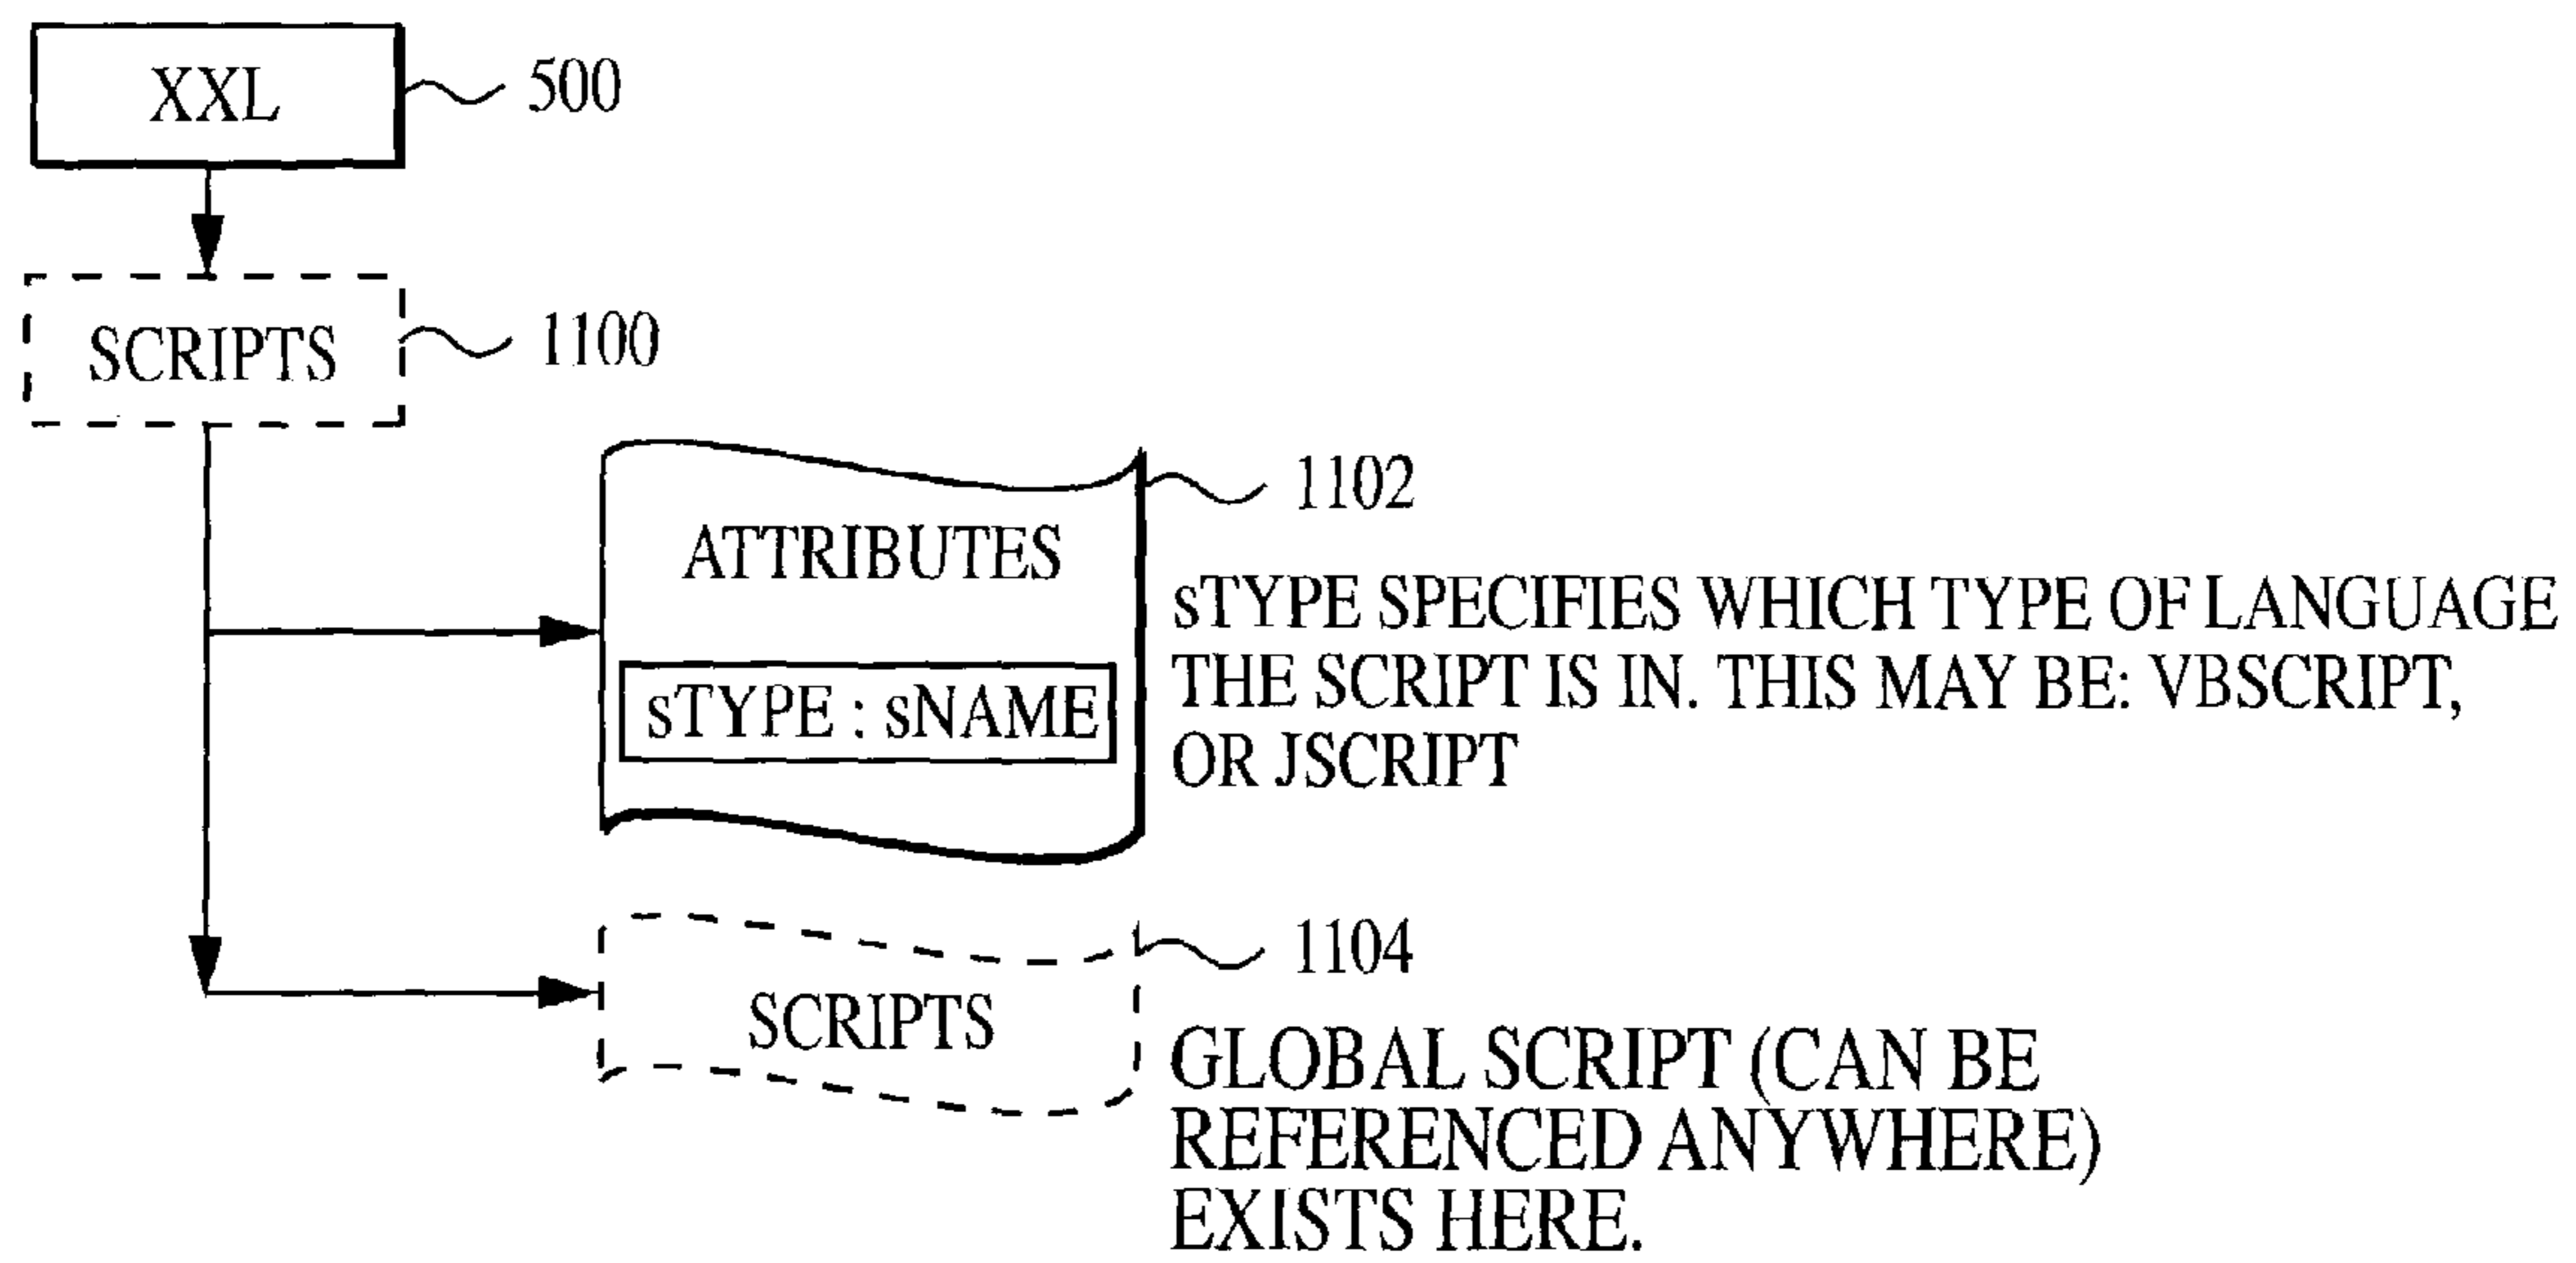 XXL
500
SCRIPTS
1100
1102
ATTRIBUTES
sTYPE : sNAME
sTYPE SPECIFIES WHICH TYPE OF LANGUAGE
THE SCRIPT IS IN. THIS MAY BE: VBSCRIPT,
OR JSCRIPT
1104
SCRIPTS
GLOBAL SCRIPT (CAN BE
REFERENCED ANYWHERE)
EXISTS HERE.